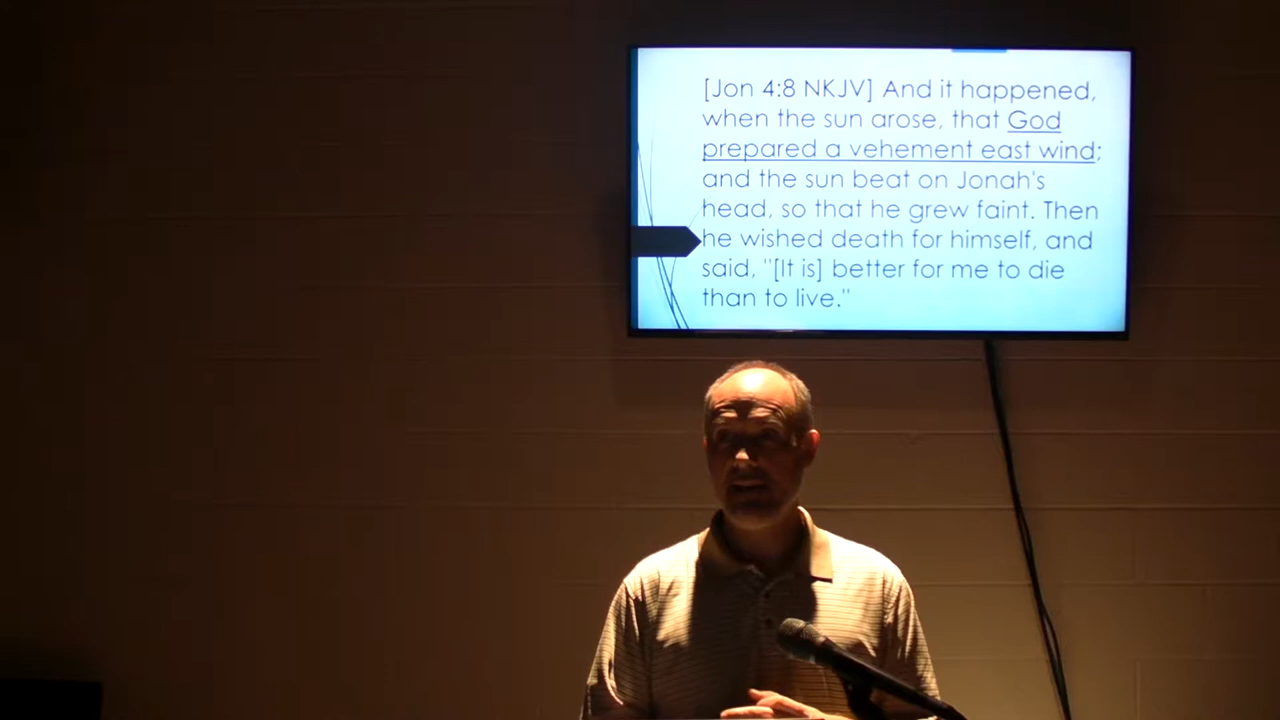 [Jon 4:8 NKJV] And it happened,
when the sun arose, that God
prepared a vehement east wind;
and the sun beat on Jonah's
head, so that he grew faint. Then
he wished death for himself, and
said, "[It is] better for me to die
than to live."